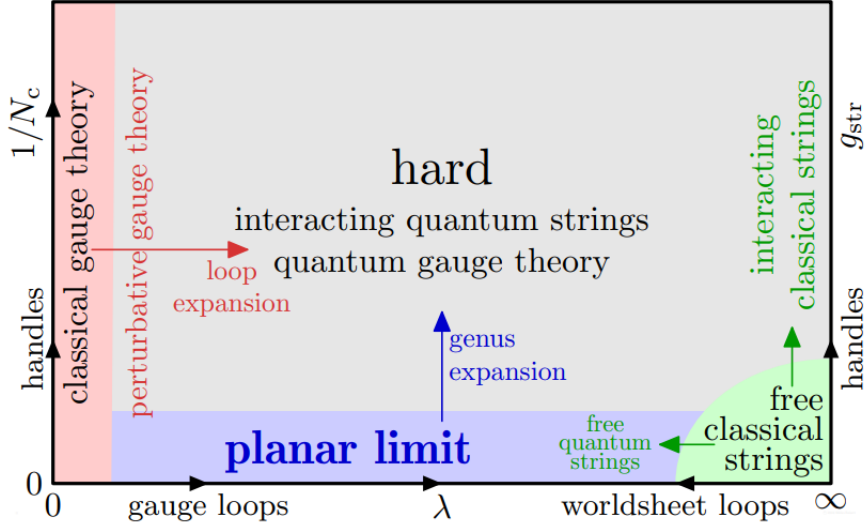 1/N_c
handles
classical gauge theory
perturbative gauge theory
hard
interacting quantum strings
quantum gauge theory
loop
expansion
genus
expansion
planar limit
free
quantum
strings
free
classical
strings
interacting
classical strings
g_str
handles
0
0
gauge loops
λ
worldsheet loops
∞